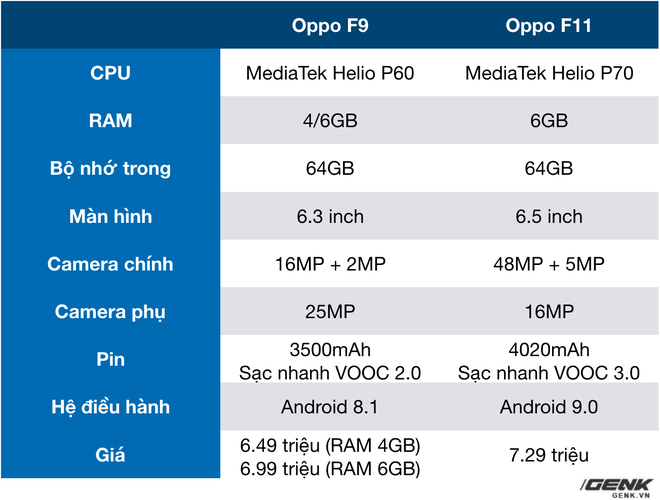 Oppo F9 Oppo F11
CPU MediaTek Helio P60 MediaTek Helio P70
RAM 4/6GB 6GB
Bộ nhớ trong 64GB 64GB
Màn hình 6.3 inch 6.5 inch
Camera chính 16MP + 2MP 48MP + 5MP
Camera phụ 25MP 16MP
Pin 3500mAh 4020mAh
Sạc nhanh VOOC 2.0 Sạc nhanh VOOC 3.0
Hệ điều hành Android 8.1 Android 9.0
Giá 6.49 triệu (RAM 4GB) 7.29 triệu
6.99 triệu (RAM 6GB)
GENK
GENK.VN